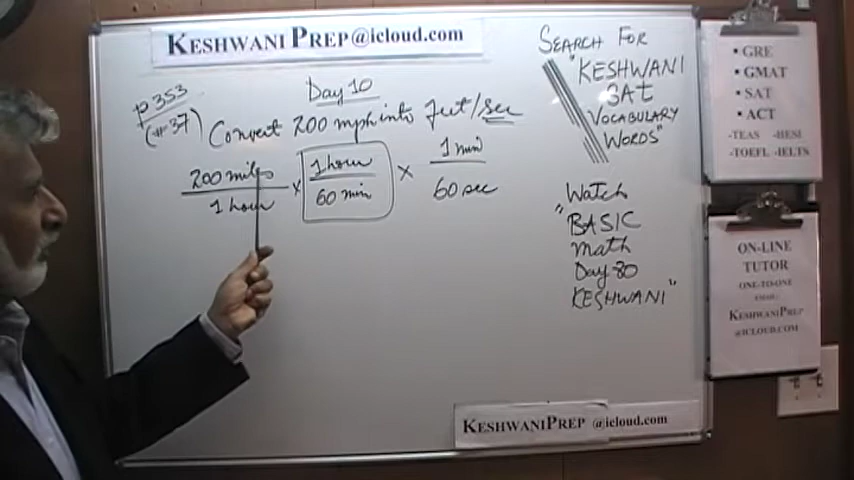 KESHWANI PREP@icloud.com
Day 10
p 353
(#37)
Convert 200 mph into feet/sec
200 miles
1 hour
×
1 hour
60 min
×
1 min
60 sec
SEARCH FOR
"KESHWANI
SAT
VOCABULARY
WORDS"
Watch
"BASIC
math
Day 80
KESHWANI"
• GRE
• GMAT
• SAT
• ACT
-TEAS -HESI
-TOEFL -IELTS
ON-LINE
TUTOR
ONE-TO-ONE
KESHWANIPREP
@ICLOUD.COM
KESHWANIPREP @icloud.com